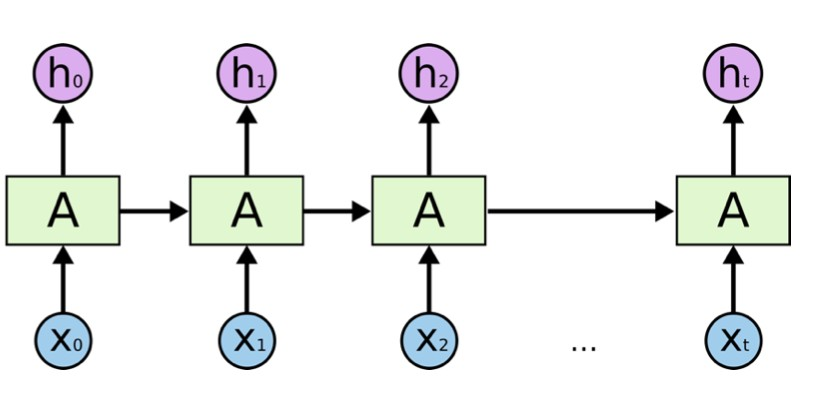 h₀ h₁ h₂ hₜ
A A A A
x₀ x₁ x₂ ... xₜ